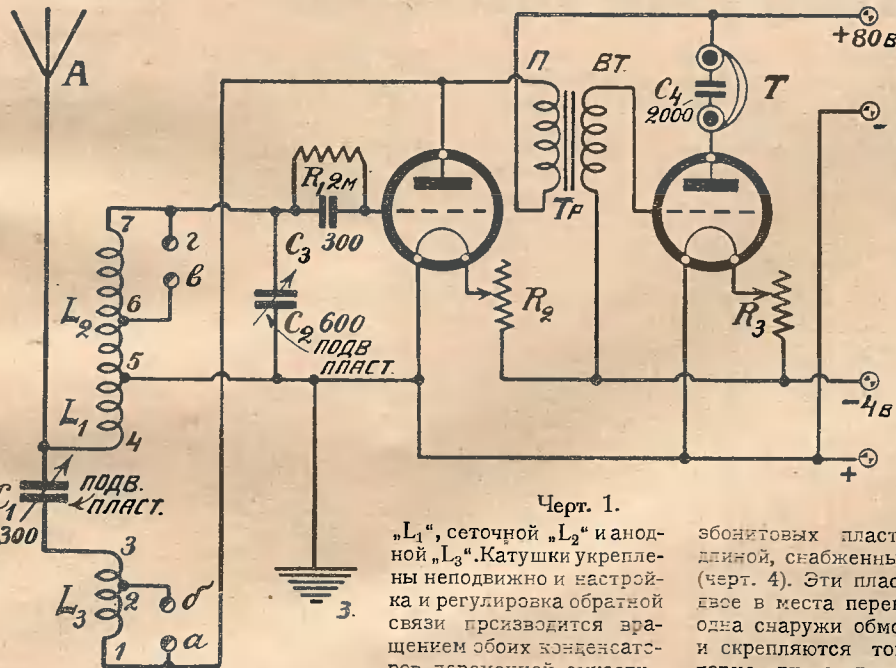 A
П
ВТ.
+80в
C4
2000
T
-
R1 2м
300
Тр
7
г
в
6
C3
L2
C2 600
ПОДВ
ПЛАСТ.
5
R2
R3
L1
4
-4в
+
C1
300
ПОДВ.
ПЛАСТ.
3
L3
2
б
а
1
З.
Черт. 1.
„L1“, сеточной „L2“ и анод-
ной „L3“. Катушки укрепле-
ны неподвижно и настрой-
ка и регулировка обратной
связи производится вра-
щением обоих конденсато-
эбонитовых пласт
длиной, снабженны
(черт. 4). Эти плас
двое в места перек
одна снаружи обмо
и скрепляются то